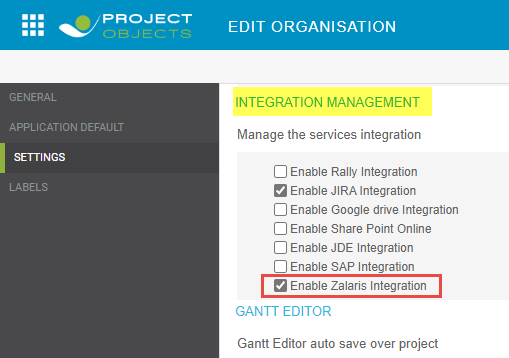 PROJECT
OBJECTS
EDIT ORGANISATION
GENERAL
APPLICATION DEFAULT
SETTINGS
LABELS
INTEGRATION MANAGEMENT
Manage the services integration
Enable Rally Integration
Enable JIRA Integration
Enable Google drive Integration
Enable Share Point Online
Enable JDE Integration
Enable SAP Integration
Enable Zalaris Integration
GANTT EDITOR
Gantt Editor auto save over project